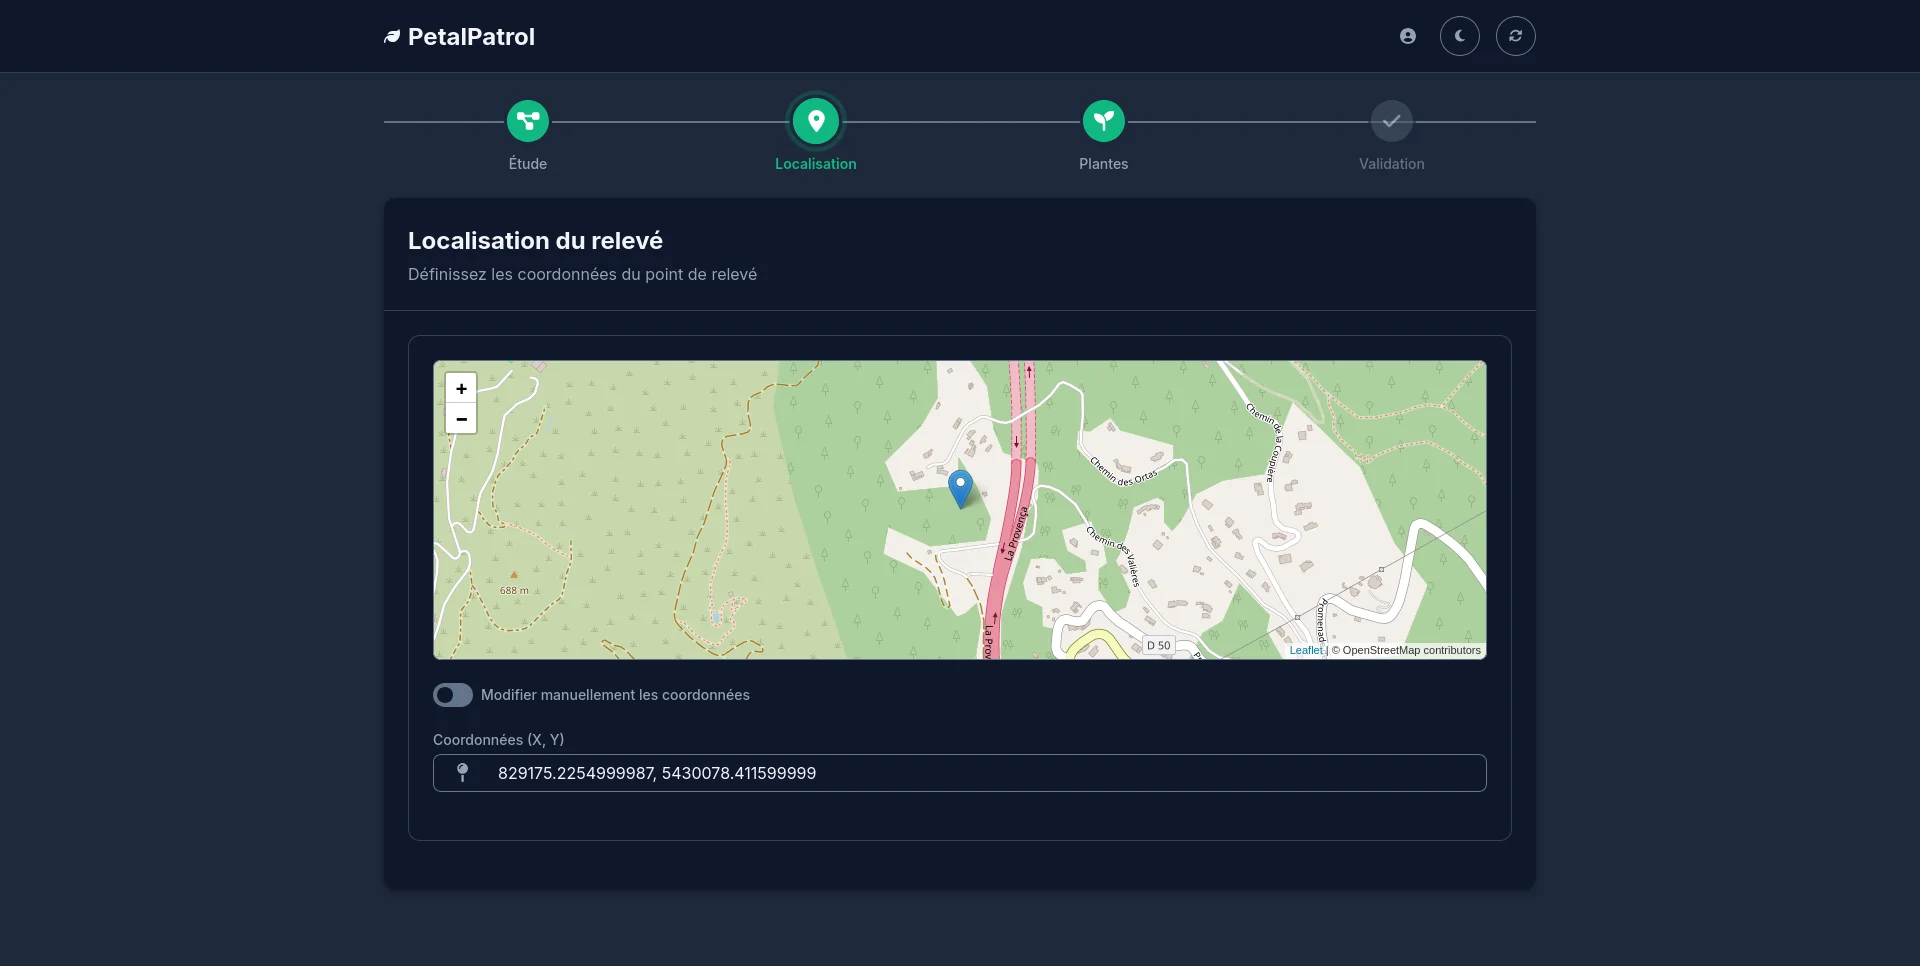 PetalPatrol
Étude
Localisation
Plantes
Validation
Localisation du relevé
Définissez les coordonnées du point de relevé
+
−
Chemin de la Coupière
Chemin des Ortas
La Provença
Chemin des Vallères
688 m
La Prov
D 50
Pr
Promenad
Leaflet | © OpenStreetMap contributors
Modifier manuellement les coordonnées
Coordonnées (X, Y)
829175.2254999987, 5430078.411599999